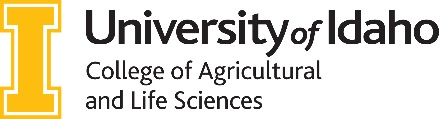 I
University of Idaho
College of Agricultural
and Life Sciences